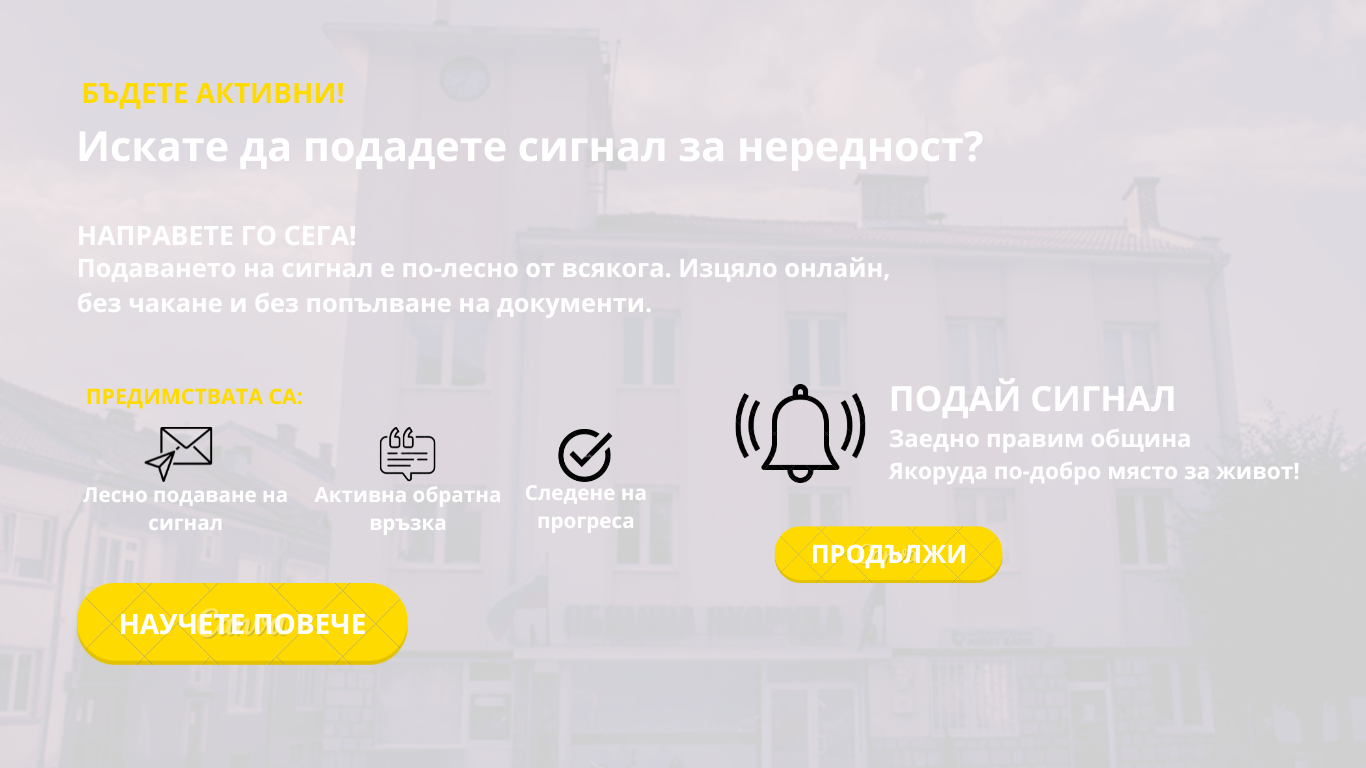 БЪДЕТЕ АКТИВНИ!
Искате да подадете сигнал за нередност?
НАПРАВЕТЕ ГО СЕГА!
Подаването на сигнал е по-лесно от всякога. Изцяло онлайн,
без чакане и без попълване на документи.
ПРЕДИМСТВАТА СА:
Лесно подаване на
сигнал
Активна обратна
връзка
Следене на
прогреса
НАУЧЕТЕ ПОВЕЧЕ
ПОДАЙ СИГНАЛ
Заедно правим община
Якоруда по-добро място за живот!
ПРОДЪЛЖИ